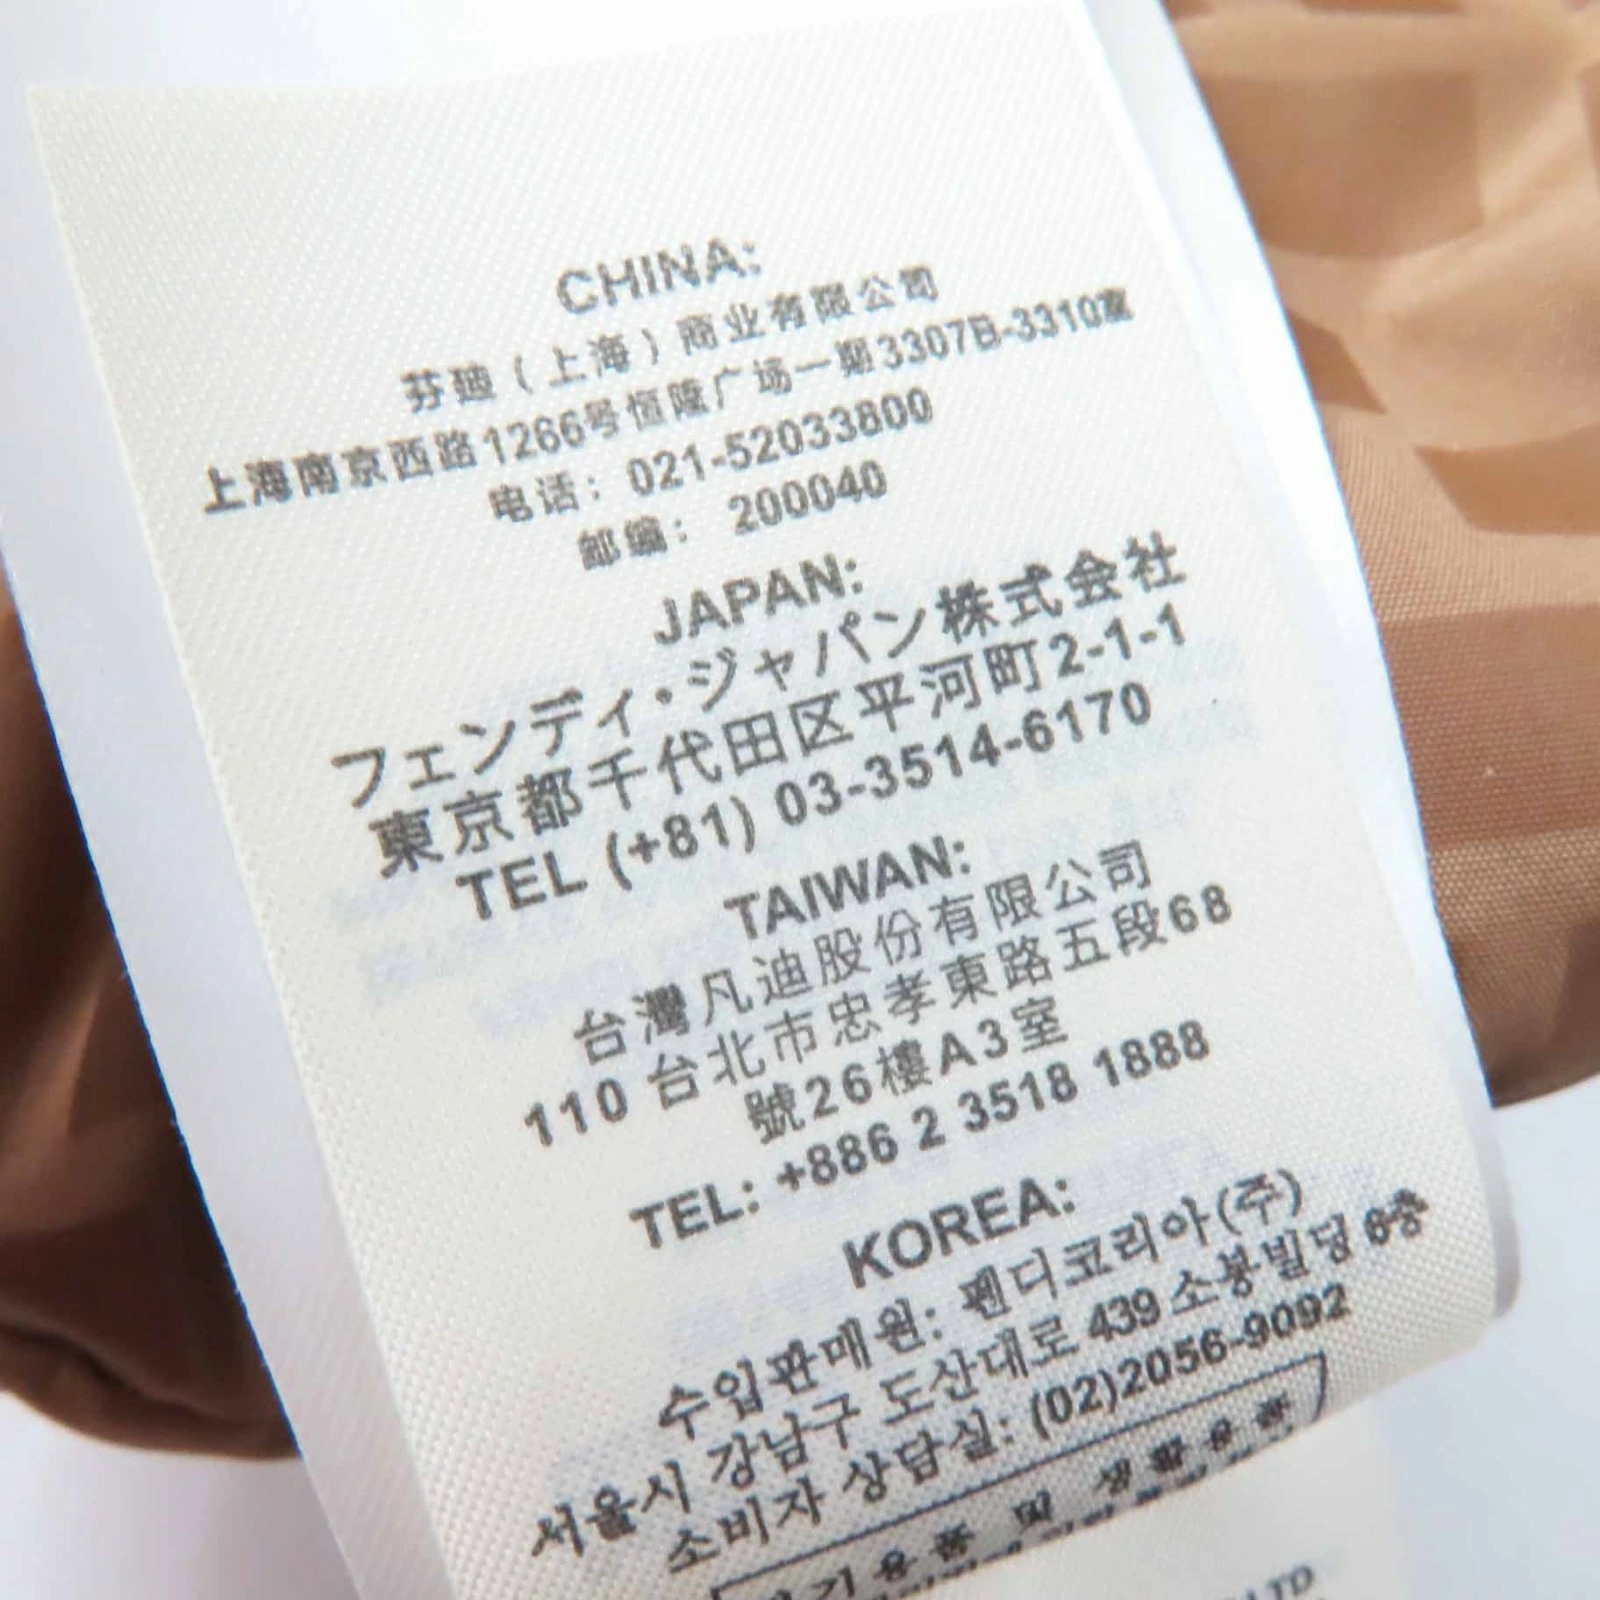 CHINA:
芬迪（上海）商业有限公司
上海南京西路1266号恒隆广场一期3307B-3310室
电话：021-52033800
邮编：200040
JAPAN:
フェンディ・ジャパン株式会社
東京都千代田区平河町2-1-1
TEL (+81) 03-3514-6170
TAIWAN:
台灣凡迪股份有限公司
110 台北市忠孝東路五段68
號26樓A3室
TEL: +886 2 3518 1888
KOREA:
수입판매원: 펜디코리아(주)
서울시 강남구 도산대로 439 소봉빌딩 6층
소비자 상담실: (02)2056-9092
및 생활용품
LTD